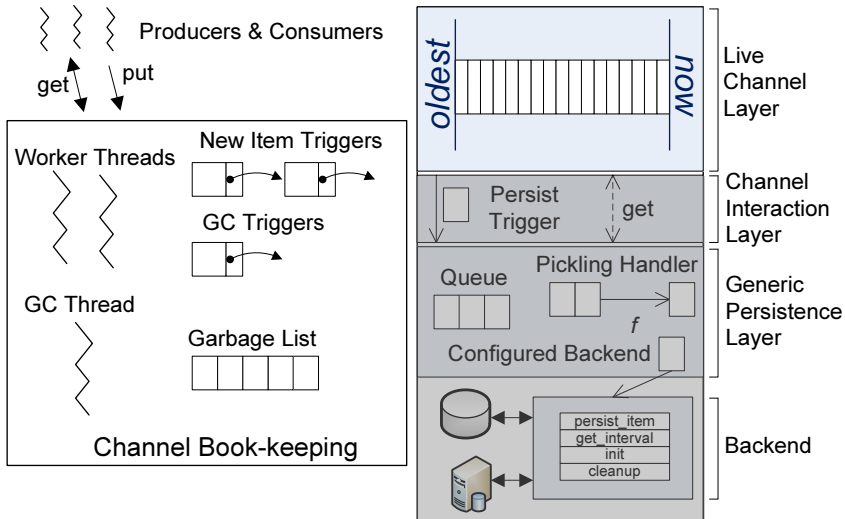 Producers & Consumers
get
put
Worker Threads
New Item Triggers
GC Triggers
GC Thread
Garbage List
Channel Book-keeping
oldest
now
Live
Channel
Layer
Persist
Trigger
get
Channel
Interaction
Layer
Queue
Pickling Handler
f
Configured Backend
Generic
Persistence
Layer
persist_item
get_interval
init
cleanup
Backend